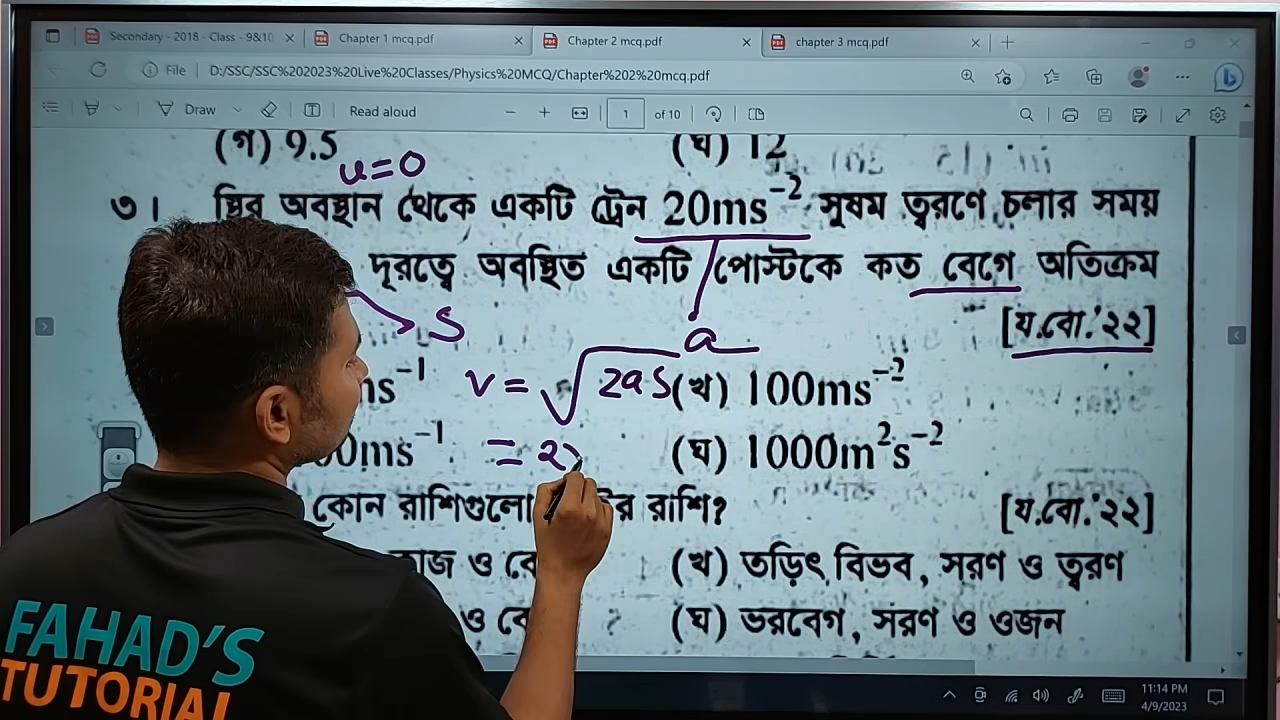 Secondary - 2018 - Class - 9&10
Chapter 1 mcq.pdf
Chapter 2 mcq.pdf
chapter 3 mcq.pdf
File D:/SSC/SSC%202023%20Live%20Classes/Physics%20MCQ/Chapter%202%20mcq.pdf
Draw Read aloud 1 of 10
(গ) 9.5 (ঘ) 12
u=0
৩। স্থির অবস্থান থেকে একটি ট্রেন 20ms⁻² সুষম ত্বরণে চলার সময়
দূরত্বে অবস্থিত একটি পোস্টকে কত বেগে অতিক্রম
S a [য.বো.'২২]
ms⁻¹ v = √2as (খ) 100ms⁻²
ms⁻¹ = 2 (ঘ) 1000m²s⁻²
কোন রাশিগুলো রাশি? [য.বো.'২২]
ও (খ) তড়িৎ বিভব, সরণ ও ত্বরণ
ও (ঘ) ভরবেগ, সরণ ও ওজন
FAHAD'S
TUTORIAL
11:14 PM
4/9/2023